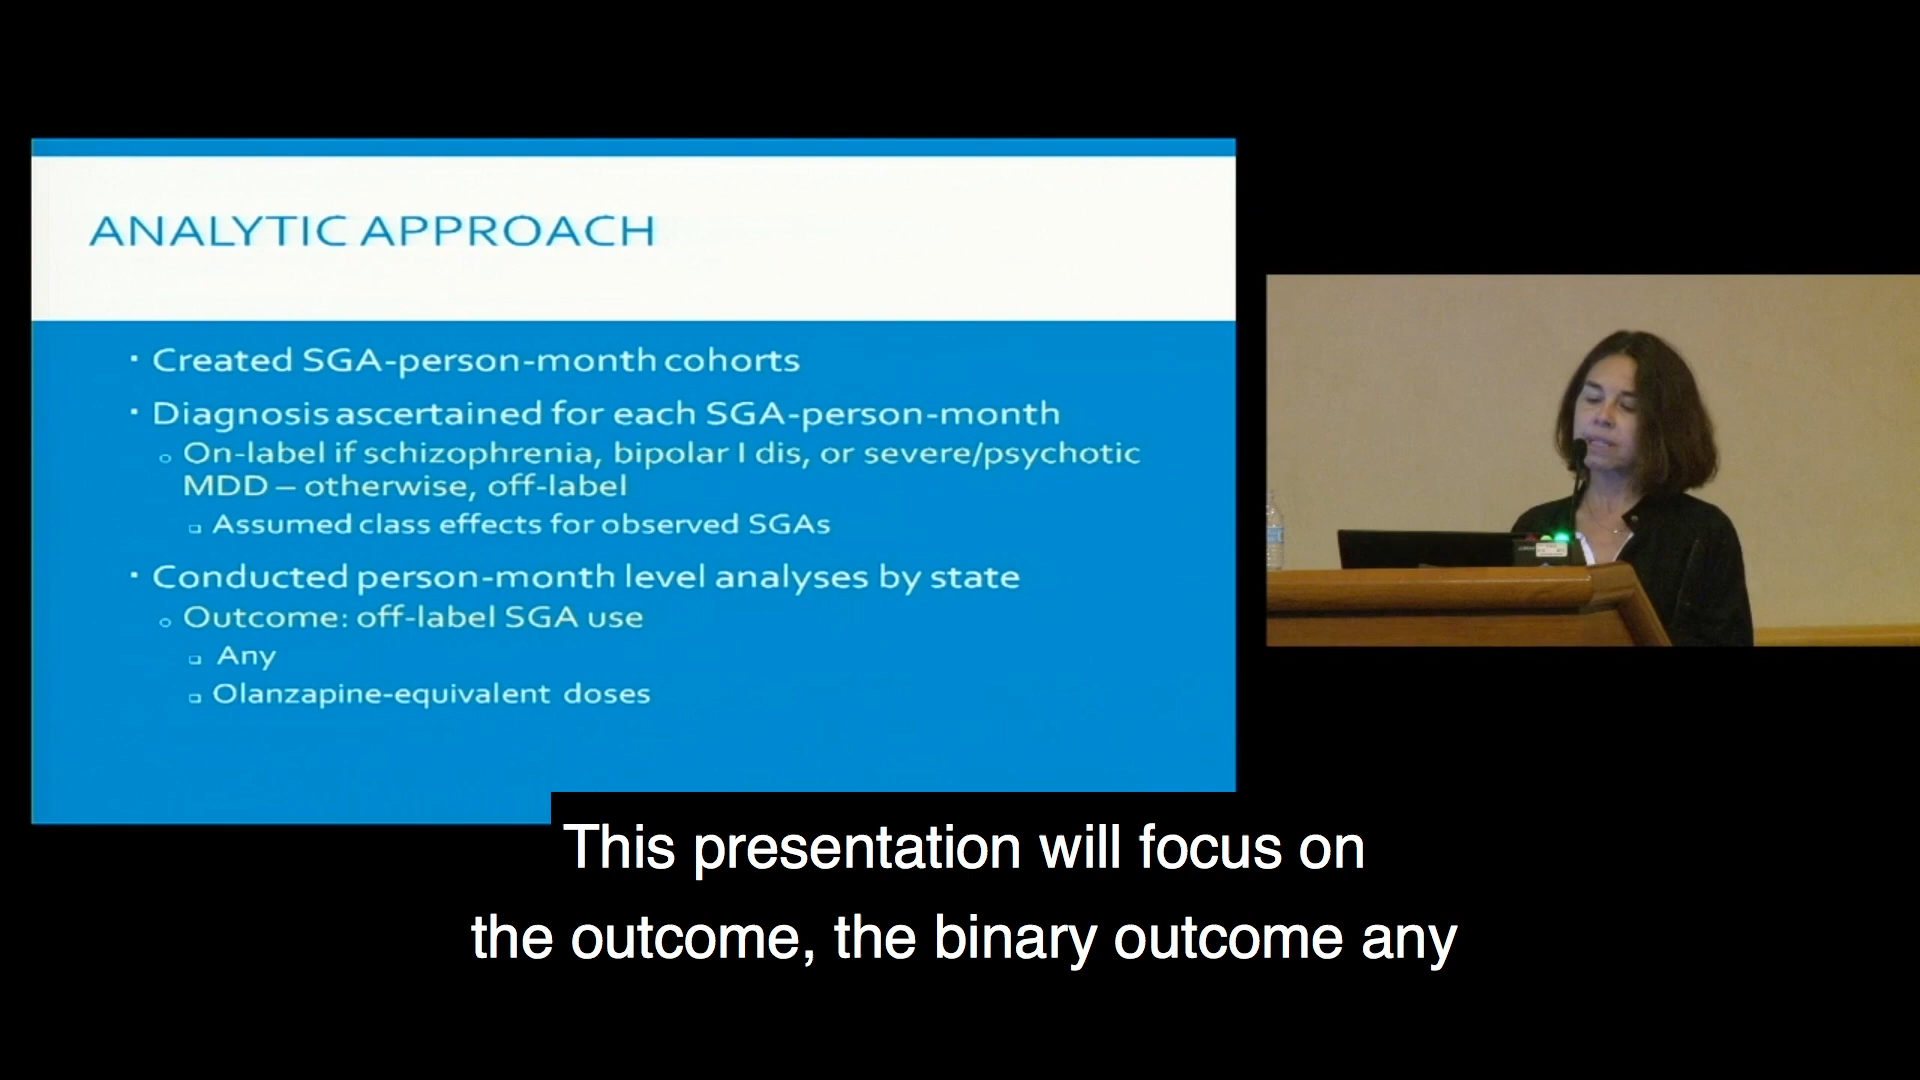 ANALYTIC APPROACH
▪ Created SGA-person-month cohorts
▪ Diagnosis ascertained for each SGA-person-month
○ On-label if schizophrenia, bipolar I dis, or severe/psychotic
MDD – otherwise, off-label
□ Assumed class effects for observed SGAs
▪ Conducted person-month level analyses by state
○ Outcome: off-label SGA use
□ Any
□ Olanzapine-equivalent doses
This presentation will focus on
the outcome, the binary outcome any